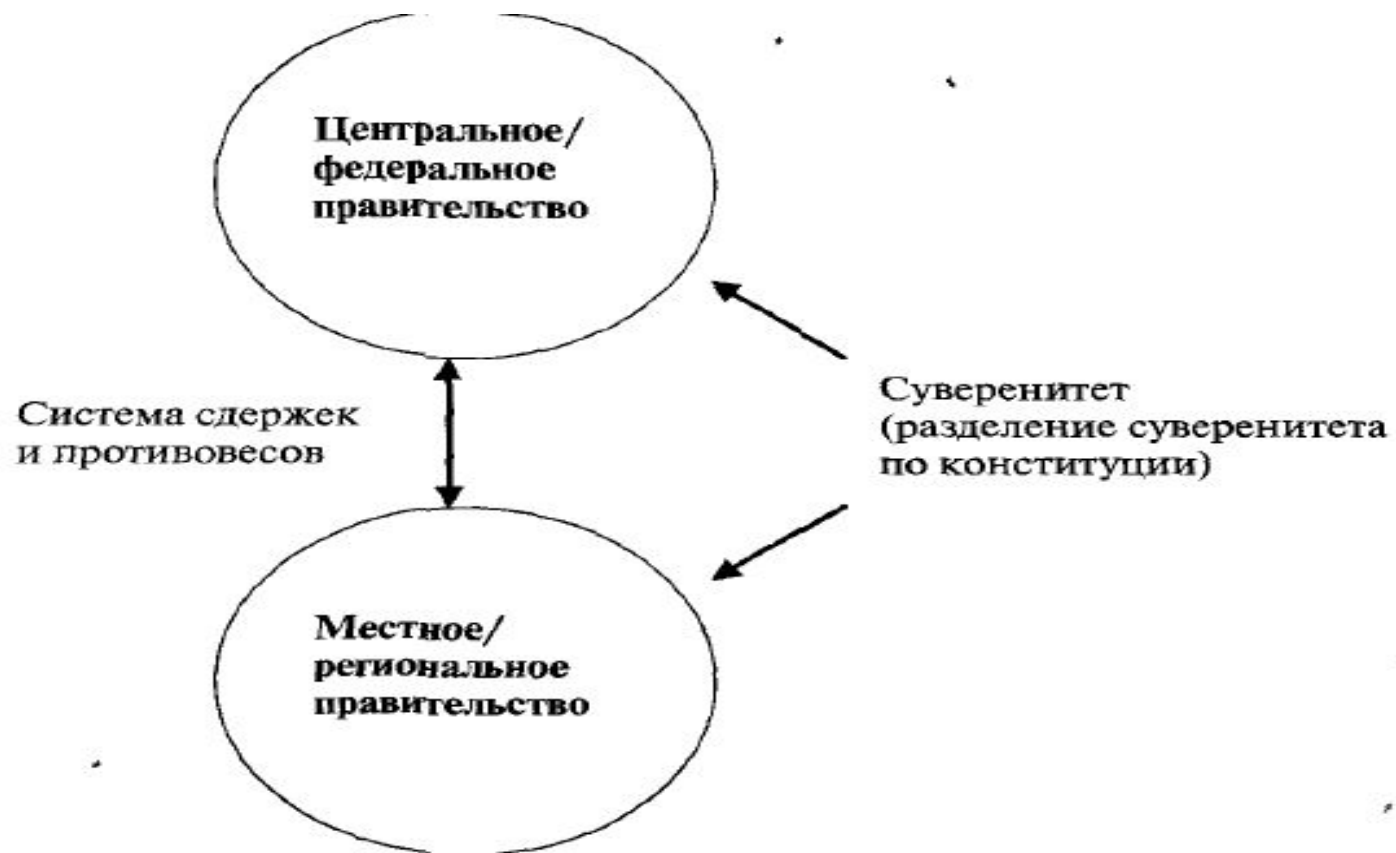 Центральное/
федеральное
правительство
Система сдержек
и противовесов
Суверенитет
(разделение суверенитета
по конституции)
Местное/
региональное
правительство